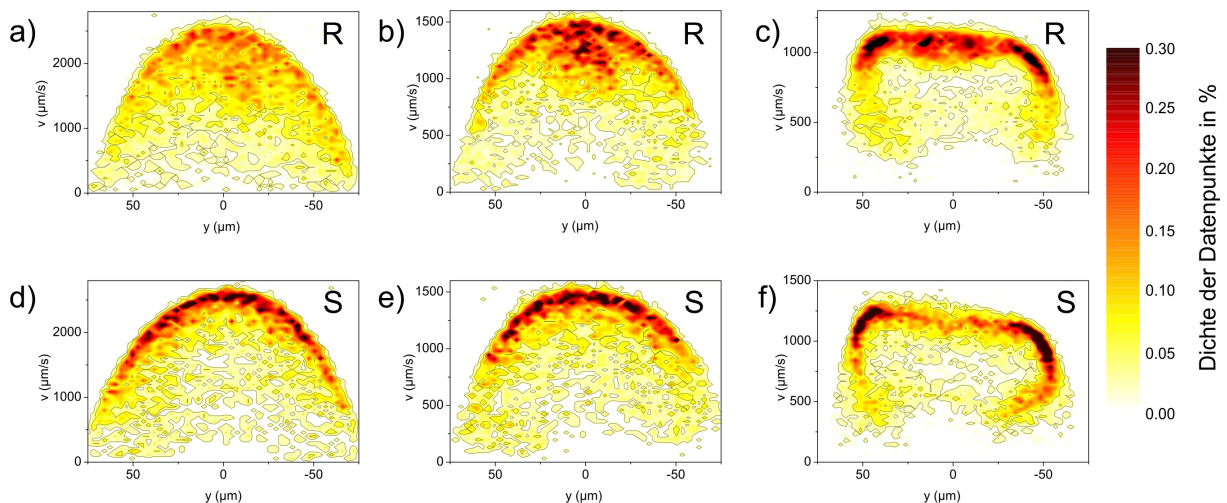 a) R
v (µm/s)
2000
1000
0
50 0 -50
y (µm)
b) R
v (µm/s)
1500
1000
500
0
50 0 -50
y (µm)
c) R
v (µm/s)
1000
500
0
50 0 -50
y (µm)
d) S
v (µm/s)
2000
1000
0
50 0 -50
y (µm)
e) S
v (µm/s)
1500
1000
500
0
50 0 -50
y (µm)
f) S
v (µm/s)
1500
1000
500
0
50 0 -50
y (µm)
0.30
0.25
0.20
0.15
0.10
0.05
0.00
Dichte der Datenpunkte in %